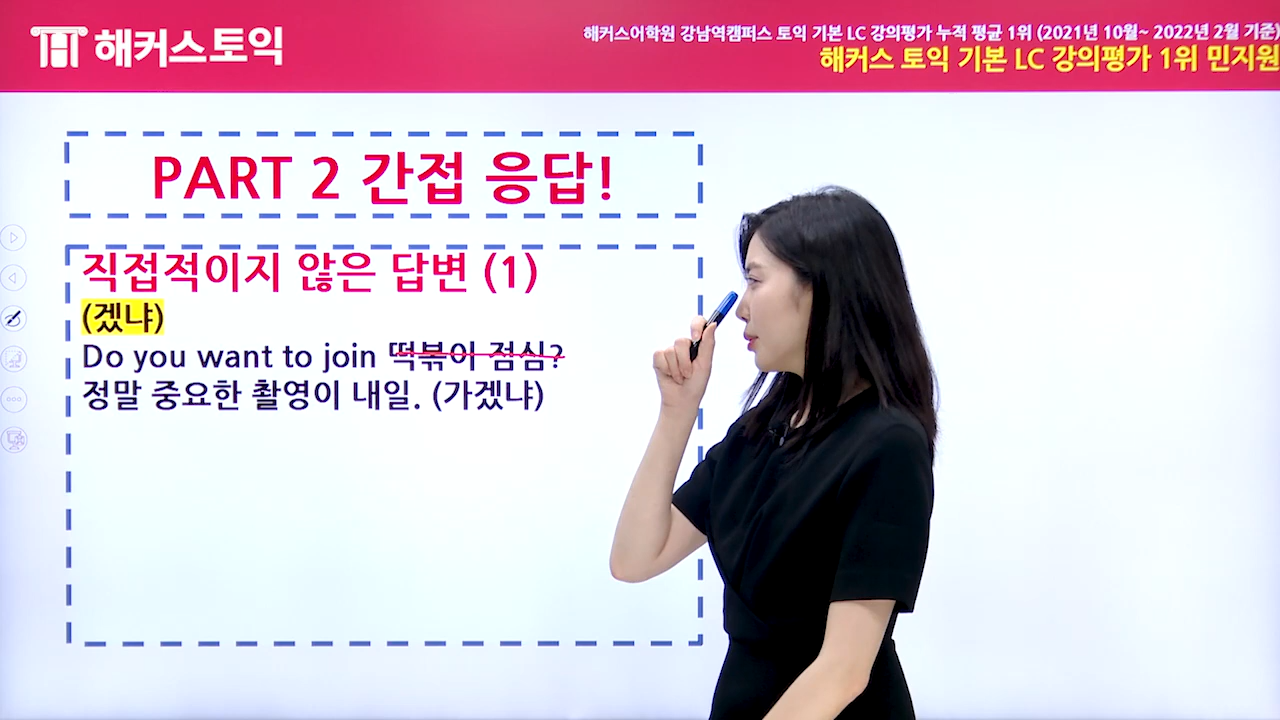 해커스토익
해커스어학원 강남역캠퍼스 토익 기본 LC 강의평가 누적 평균 1위 (2021년 10월~ 2022년 2월 기준)
해커스 토익 기본 LC 강의평가 1위 민지원
PART 2 간접 응답!
직접적이지 않은 답변 (1)
(겠냐)
Do you want to join 떡볶이 점심?
정말 중요한 촬영이 내일. (가겠냐)